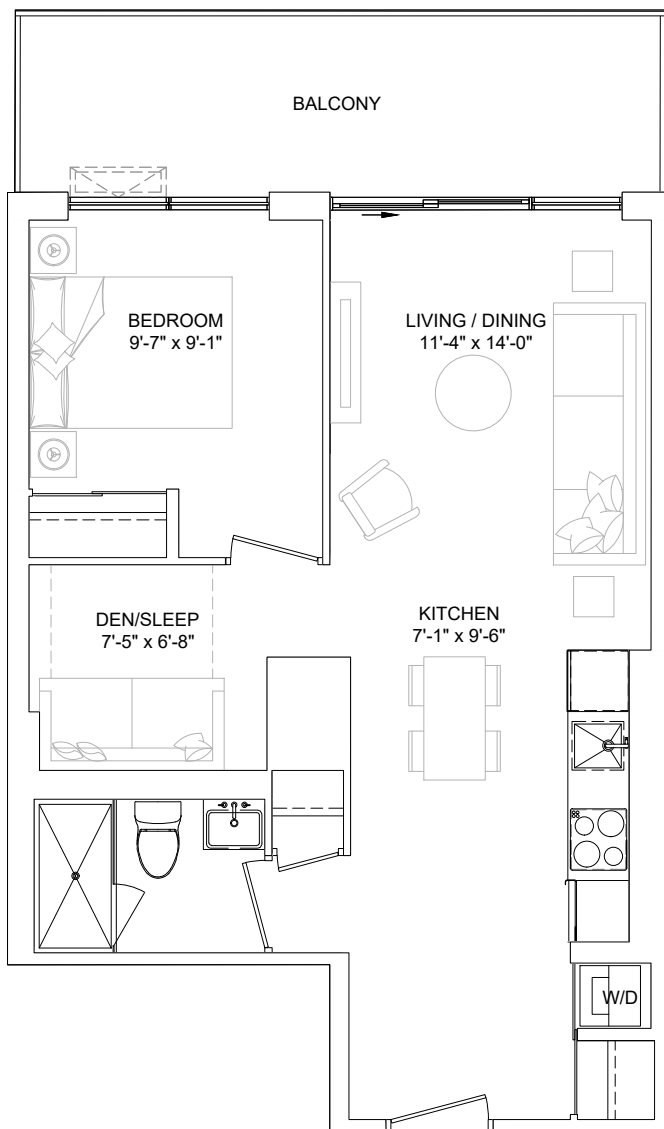 BALCONY
BEDROOM
9'-7" x 9'-1"
LIVING / DINING
11'-4" x 14'-0"
DEN/SLEEP
7'-5" x 6'-8"
KITCHEN
7'-1" x 9'-6"
W/D